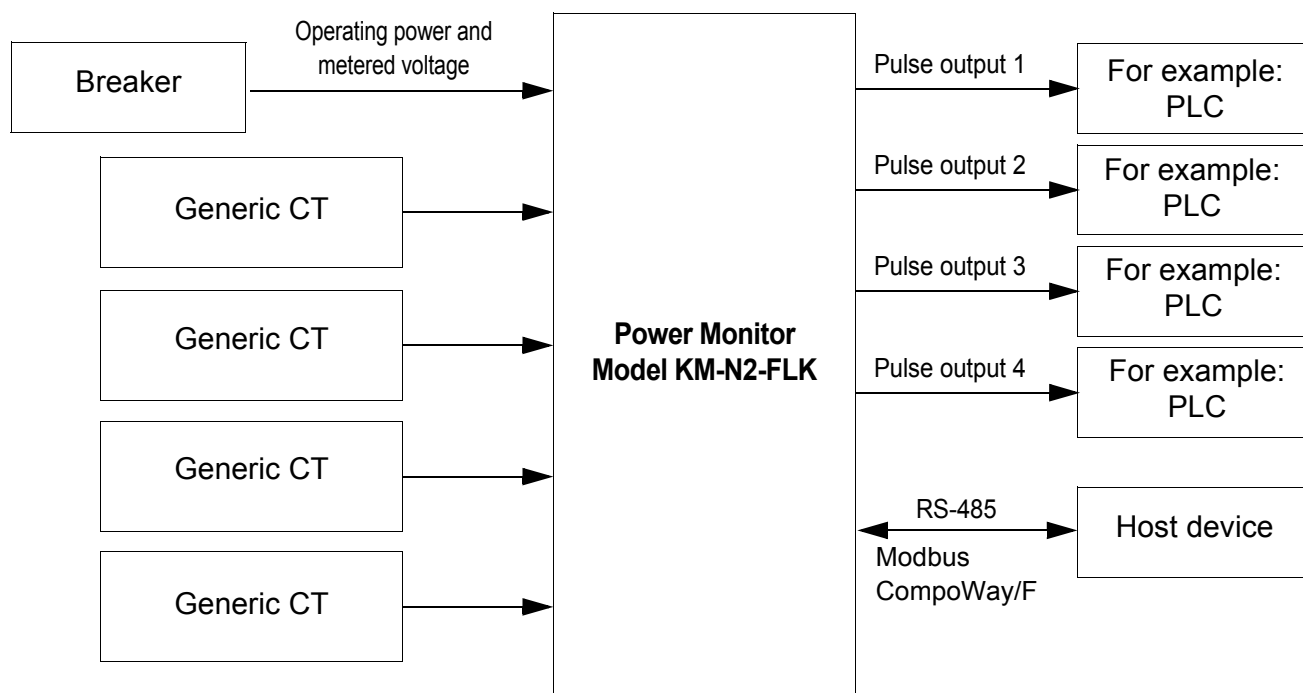 Operating power and
metered voltage
Breaker
Generic CT
Generic CT
Generic CT
Generic CT
Power Monitor
Model KM-N2-FLK
Pulse output 1
For example:
PLC
Pulse output 2
For example:
PLC
Pulse output 3
For example:
PLC
Pulse output 4
For example:
PLC
RS-485
Modbus
CompoWay/F
Host device